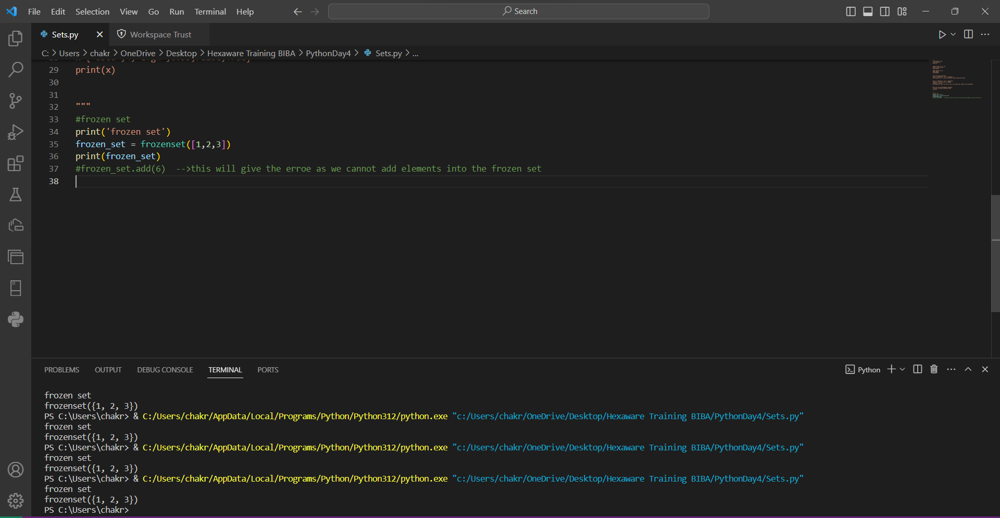 File Edit Selection View Go Run Terminal Help
Search
Sets.py
Workspace Trust
C: > Users > chakr > OneDrive > Desktop > Hexaware Training BIBA > PythonDay4 > Sets.py > ...
29 print(x)
30
31
32 """
33 #frozen set
34 print('frozen set')
35 frozen_set = frozenset([1,2,3])
36 print(frozen_set)
37 #frozen_set.add(6)  -->this will give the erroe as we cannot add elements into the frozen set
38
PROBLEMS OUTPUT DEBUG CONSOLE TERMINAL PORTS
Python
frozen set
frozenset({1, 2, 3})
PS C:\Users\chakr> & C:/Users/chakr/AppData/Local/Programs/Python/Python312/python.exe "c:/Users/chakr/OneDrive/Desktop/Hexaware Training BIBA/PythonDay4/Sets.py"
frozen set
frozenset({1, 2, 3})
PS C:\Users\chakr> & C:/Users/chakr/AppData/Local/Programs/Python/Python312/python.exe "c:/Users/chakr/OneDrive/Desktop/Hexaware Training BIBA/PythonDay4/Sets.py"
frozen set
frozenset({1, 2, 3})
PS C:\Users\chakr> & C:/Users/chakr/AppData/Local/Programs/Python/Python312/python.exe "c:/Users/chakr/OneDrive/Desktop/Hexaware Training BIBA/PythonDay4/Sets.py"
frozen set
frozenset({1, 2, 3})
PS C:\Users\chakr>